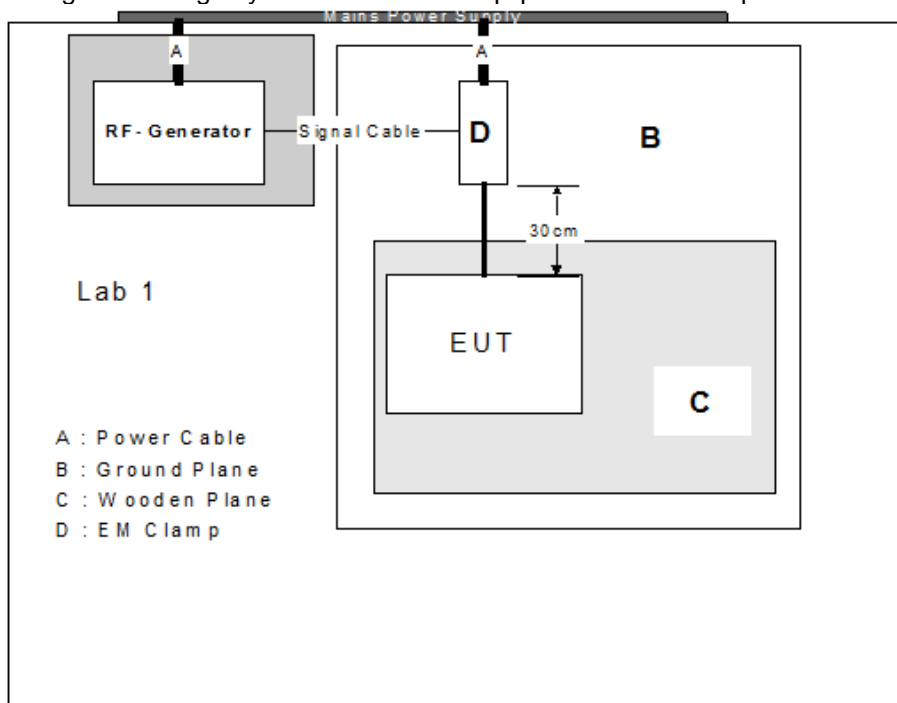 Mains Power Supply
A
A
RF-Generator
Signal Cable
D
B
30cm
Lab 1
EUT
C
A : Power Cable
B : Ground Plane
C : Wooden Plane
D : EM Clamp